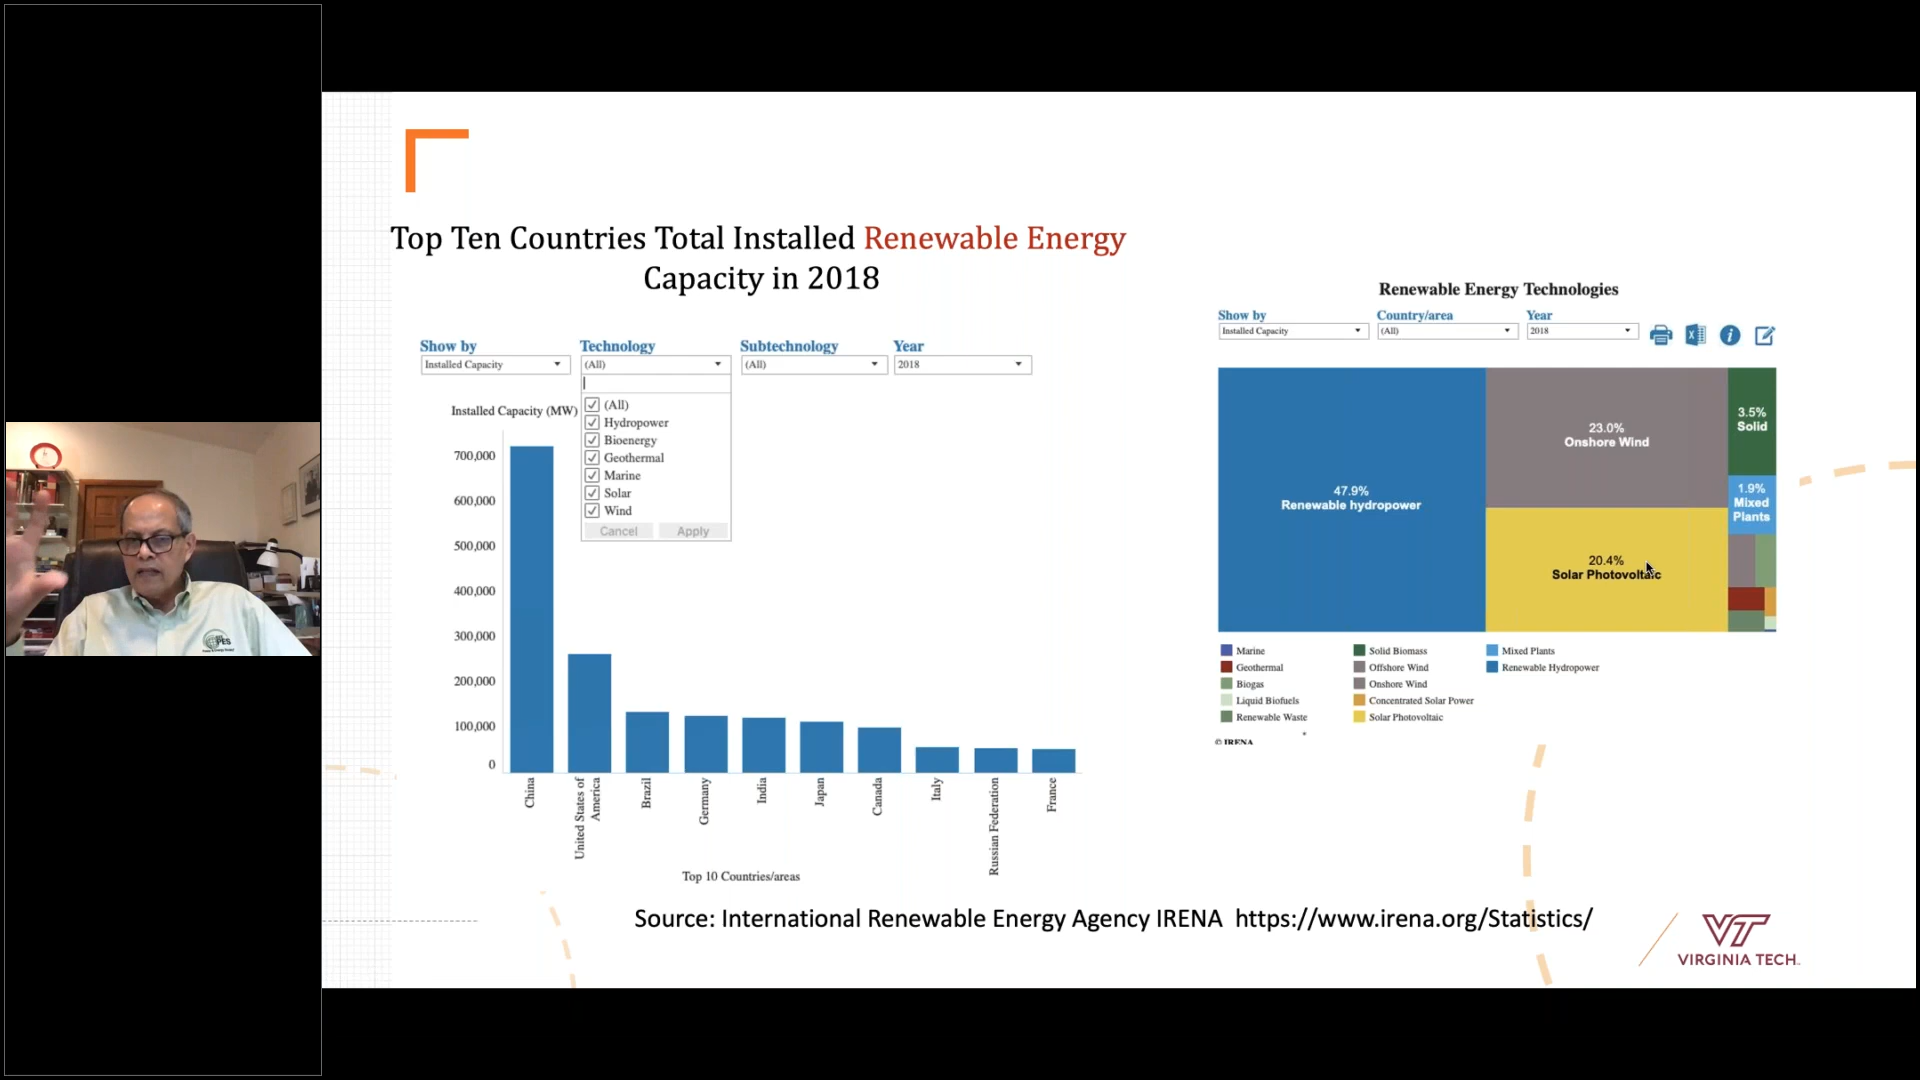 Top Ten Countries Total Installed Renewable Energy
Capacity in 2018
Show by
Technology
Subtechnology
Year
Installed Capacity
(All)
(All)
2018
Installed Capacity (MW)
(All)
Hydropower
Bioenergy
Geothermal
Marine
Solar
Wind
Cancel
Apply
700,000
600,000
500,000
400,000
300,000
200,000
100,000
0
China
United States of
America
Brazil
Germany
India
Japan
Canada
Italy
Russian Federation
France
Top 10 Countries/areas
Renewable Energy Technologies
Show by
Country/area
Year
Installed Capacity
(All)
2018
47.9%
Renewable hydropower
23.0%
Onshore Wind
20.4%
Solar Photovoltaic
3.5%
Solid
1.9%
Mixed
Plants
Marine
Geothermal
Biogas
Liquid Biofuels
Renewable Waste
Solid Biomass
Offshore Wind
Onshore Wind
Concentrated Solar Power
Solar Photovoltaic
Mixed Plants
Renewable Hydropower
© IRENA
Source: International Renewable Energy Agency IRENA https://www.irena.org/Statistics/
VT
VIRGINIA TECH
PES